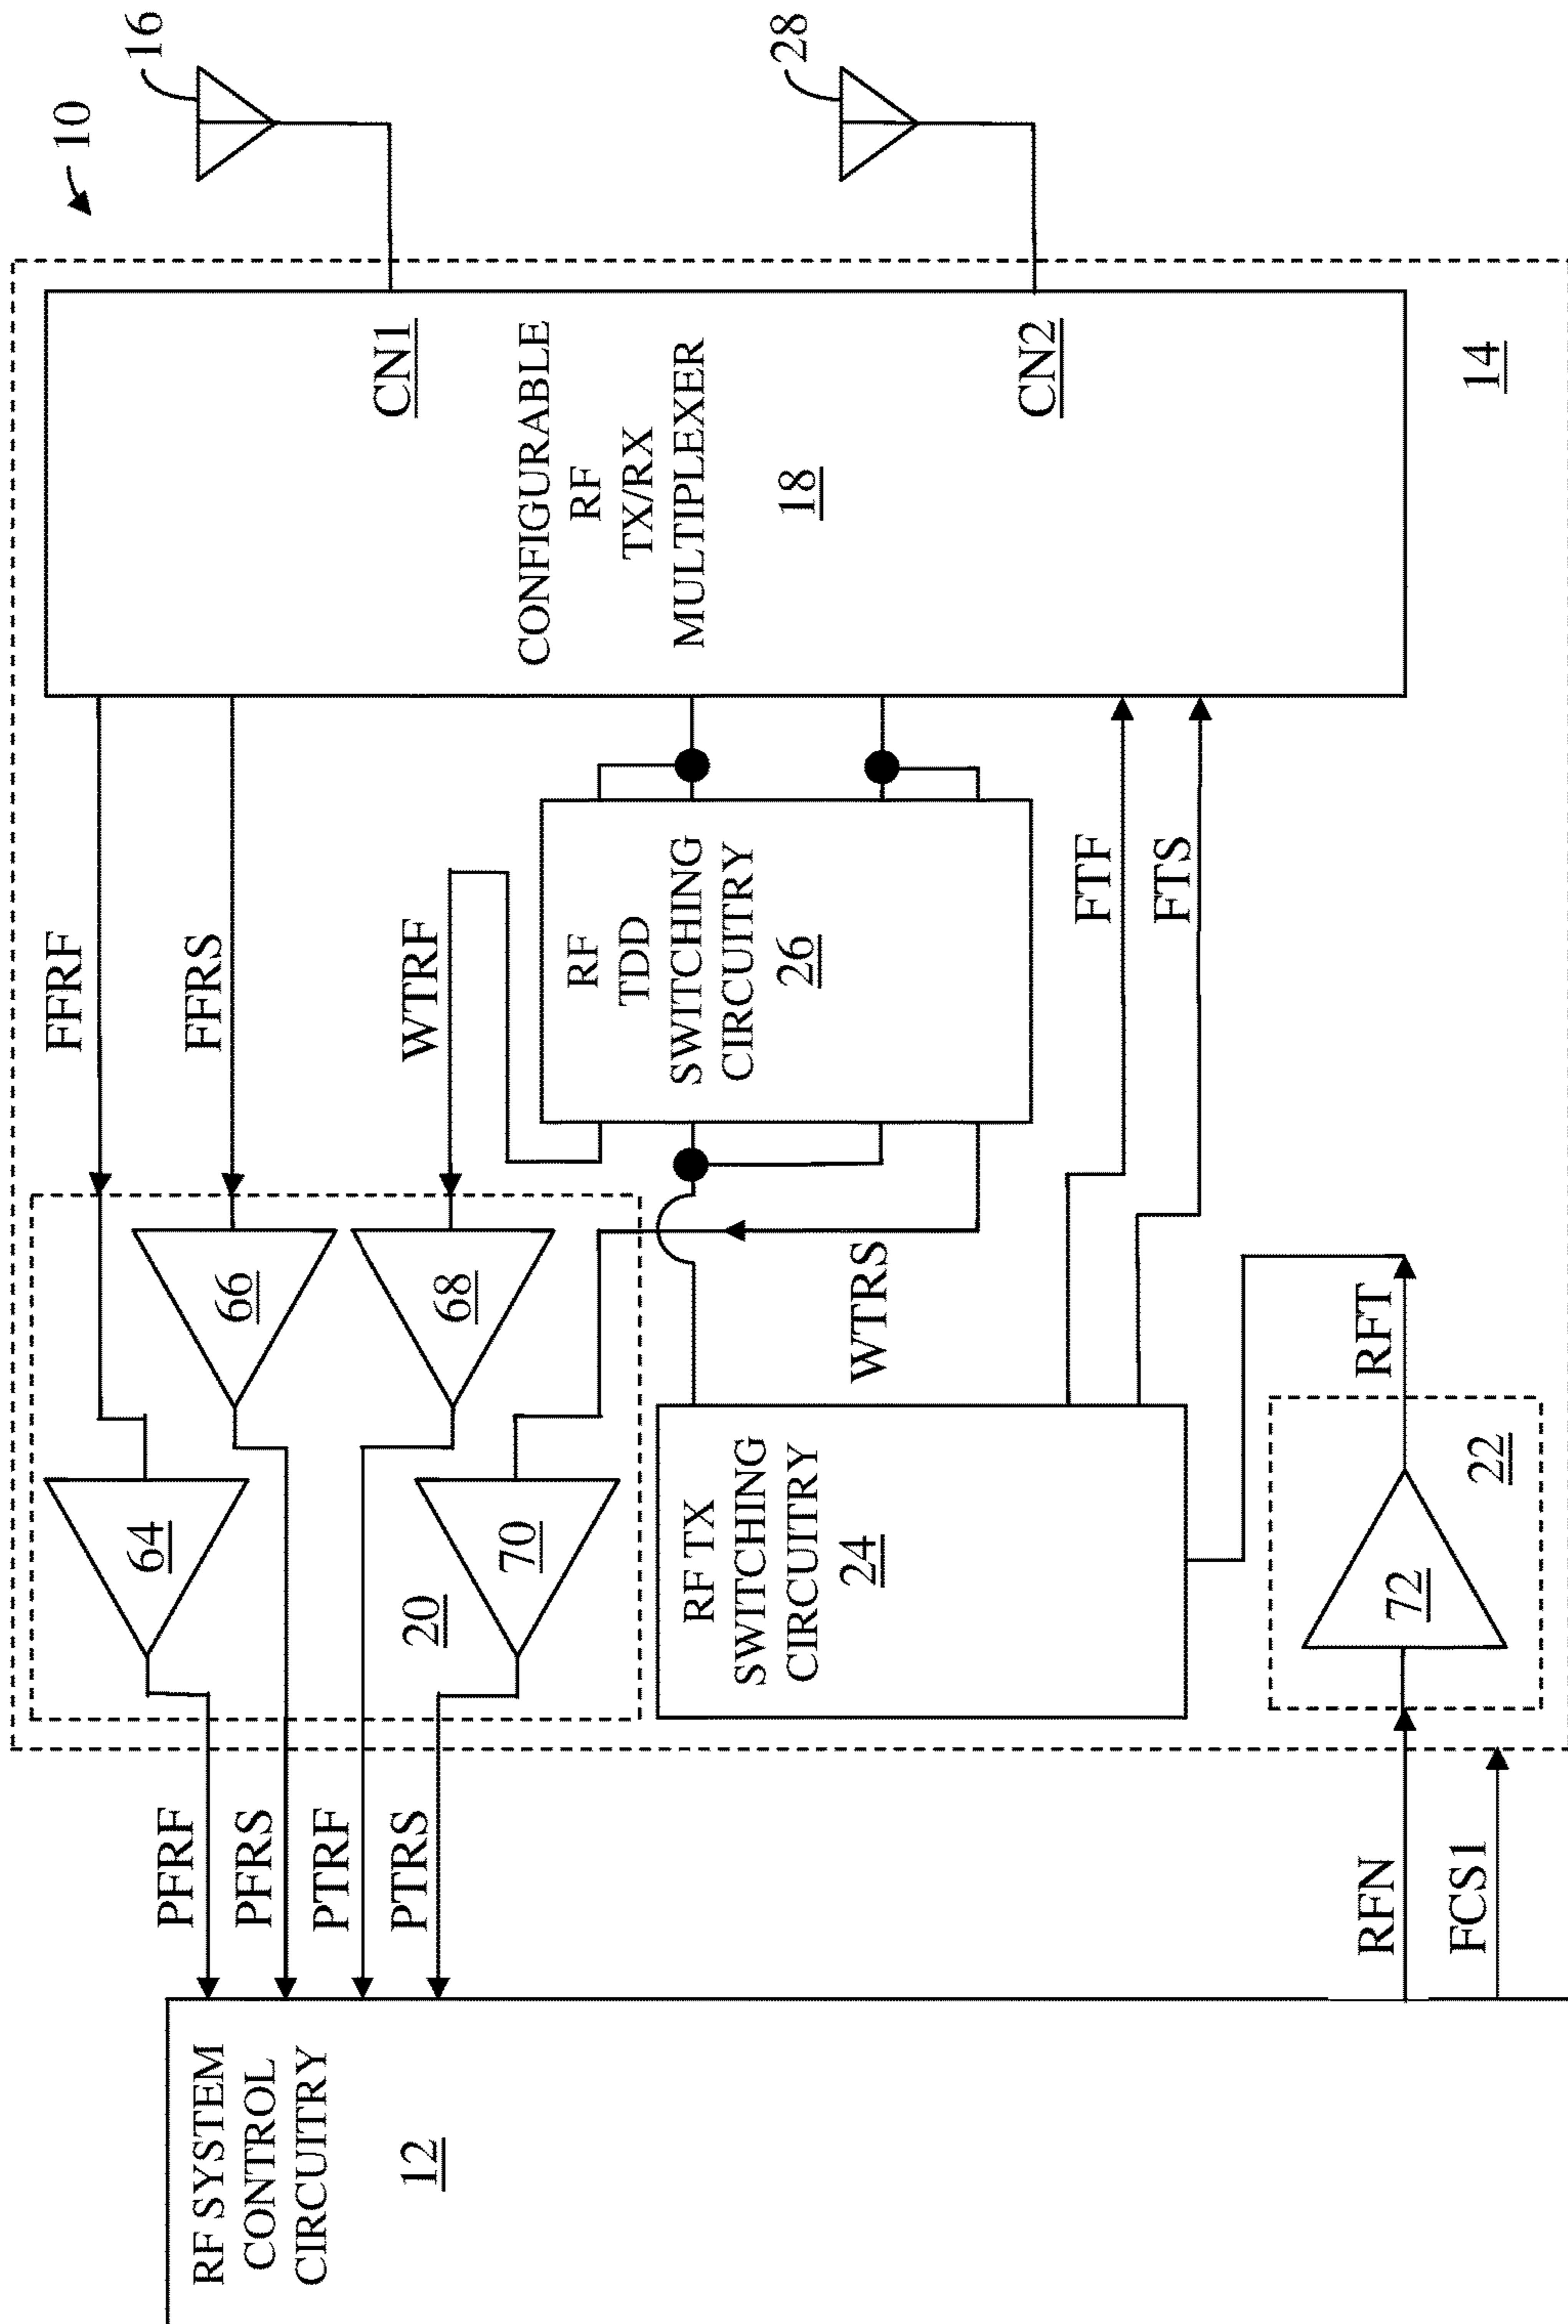 10
16
28
CONFIGURABLE
RF
TX/RX
MULTIPLEXER
18
CN1
CN2
14
FFRF
FFRS
WTRF
RF
TDD
SWITCHING
CIRCUITRY
26
FTF
FTS
64
66
68
70
20
WTRS
RF TX
SWITCHING
CIRCUITRY
24
RFT
72
22
PFRF
PFRS
PTRF
PTRS
RFN
FCS1
RF SYSTEM
CONTROL
CIRCUITRY
12